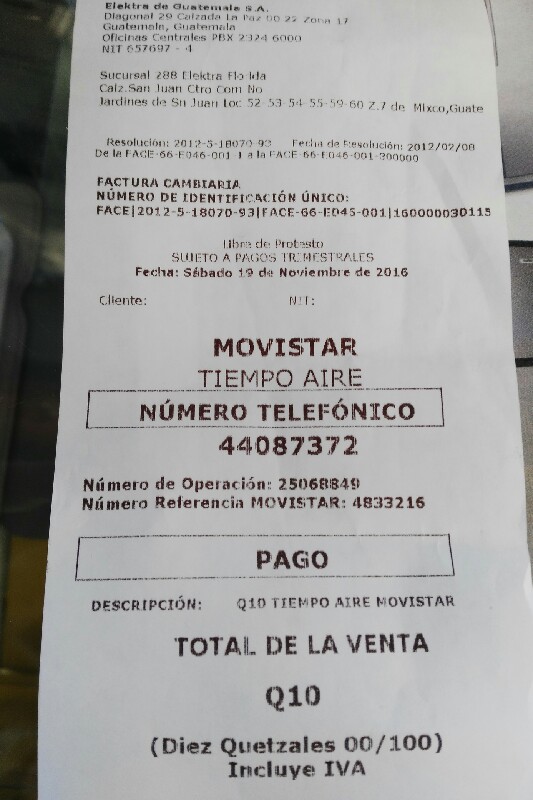 Elektra de Guatemala S.A.
Diagonal 29 Calzada La Paz 00 22 Zona 17
Guatemala, Guatemala
Oficinas Centrales PBX 2324 6000
NIT 657697 - 4
Sucursal 288 Elektra Florida
Calz.San Juan Ctro Com No
Jardines de Sn Juan Loc 52-53-54-55-59-60 Z.7 de Mixco,Guate
Resolución: 2012-5-18070-93 Fecha de Resolución: 2012/02/08
De la FACE-66-E046-001 1 a la FACE-66-E046-001-300000
FACTURA CAMBIARIA
NÚMERO DE IDENTIFICACIÓN ÚNICO:
FACE|2012-5-18070-93|FACE-66-E045-001|160000030115
Libre de Protesto
SUJETO A PAGOS TRIMESTRALES
Fecha: Sábado 19 de Noviembre de 2016
Cliente: NIT:
MOVISTAR
TIEMPO AIRE
NÚMERO TELEFÓNICO
44087372
Número de Operación: 25068849
Número Referencia MOVISTAR: 4833216
PAGO
DESCRIPCIÓN: Q10 TIEMPO AIRE MOVISTAR
TOTAL DE LA VENTA
Q10
(Diez Quetzales 00/100)
Incluye IVA